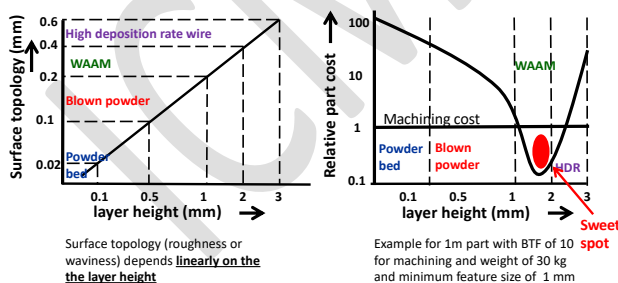 Surface topology (mm)
0.6
0.4
0.2
0.1
0.02
High deposition rate wire
WAAM
Blown powder
Powder
bed
0.1 0.5 1 2 3
layer height (mm)
Surface topology (roughness or
waviness) depends linearly on the
the layer height
Relative part cost
100
10
1
0.1
WAAM
Machining cost
Powder
bed
Blown
powder
HDR
0.1 0.5 1 2 3
layer height (mm)
Sweet
spot
Example for 1m part with BTF of 10
for machining and weight of 30 kg
and minimum feature size of 1 mm